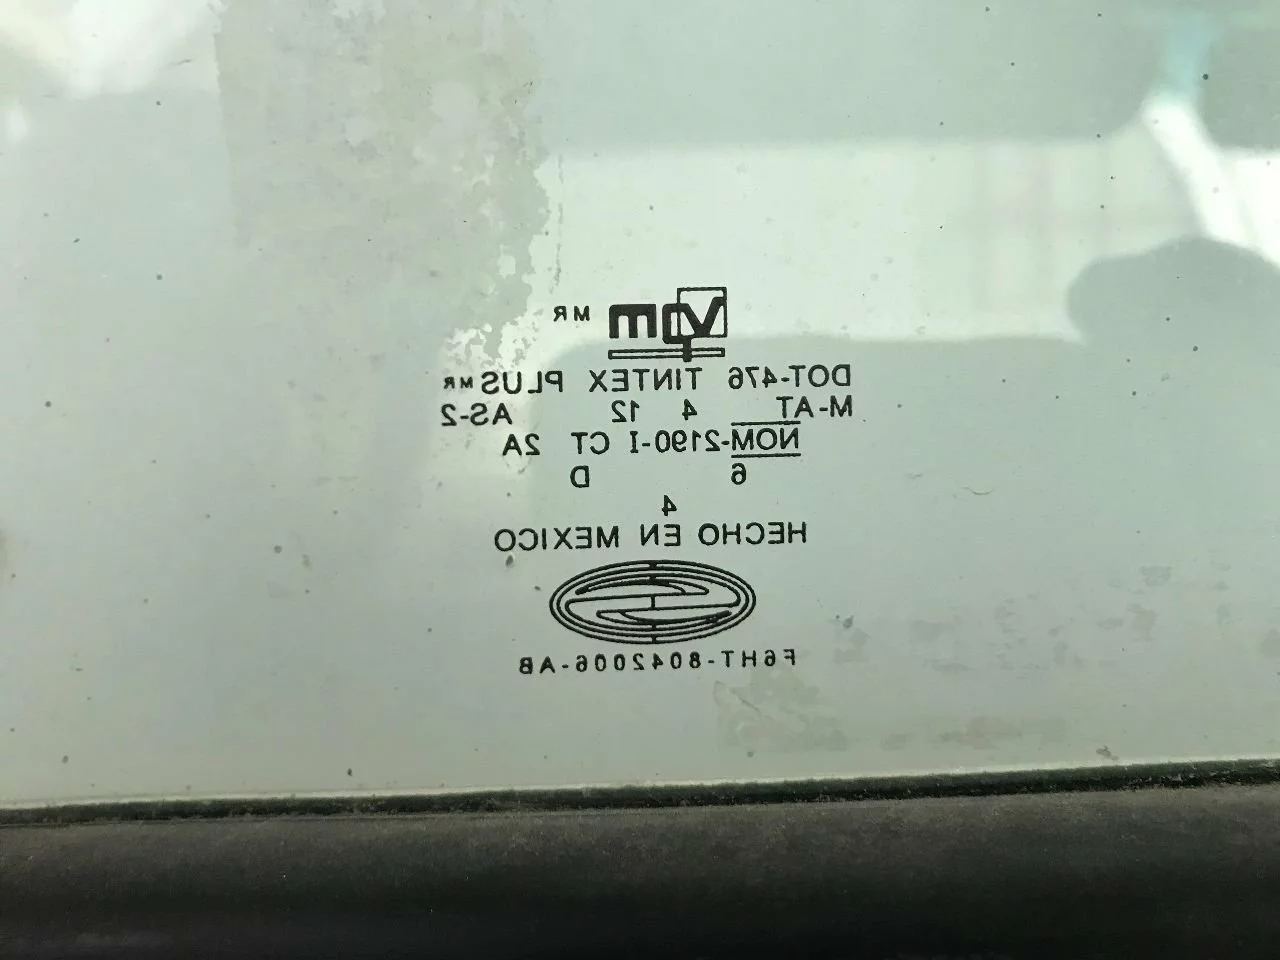 vqm MR
DOT-476 TINTEX PLUS MR
M-AT 4 12 AS-2
NOM-2190-I CT 2A
6 D
4
HECHO EN MEXICO
F6HT-8042006-AB